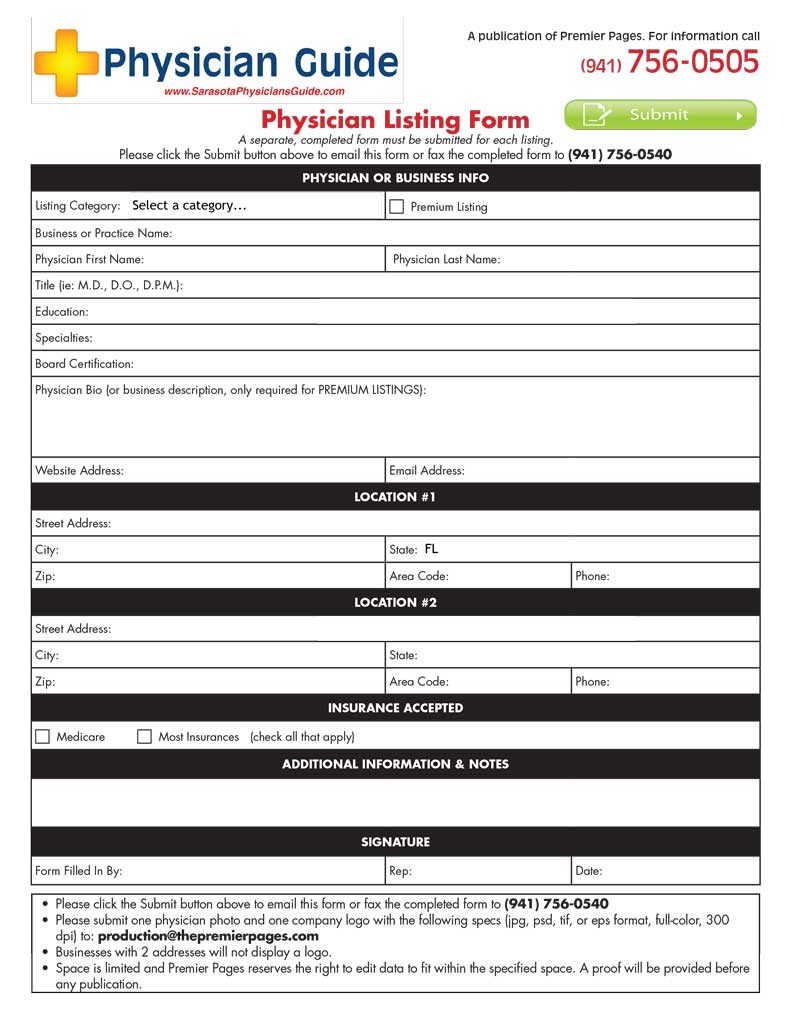 Physician Guide
www.SarasotaPhysiciansGuide.com
A publication of Premier Pages. For information call
(941) 756-0505
Physician Listing Form
Submit
A separate, completed form must be submitted for each listing.
Please click the Submit button above to email this form or fax the completed form to (941) 756-0540
PHYSICIAN OR BUSINESS INFO
Listing Category: Select a category... Premium Listing
Business or Practice Name:
Physician First Name: Physician Last Name:
Title (ie: M.D., D.O., D.P.M.):
Education:
Specialties:
Board Certification:
Physician Bio (or business description, only required for PREMIUM LISTINGS):
Website Address: Email Address:
LOCATION #1
Street Address:
City: State: FL
Zip: Area Code: Phone:
LOCATION #2
Street Address:
City: State:
Zip: Area Code: Phone:
INSURANCE ACCEPTED
Medicare Most Insurances (check all that apply)
ADDITIONAL INFORMATION & NOTES
SIGNATURE
Form Filled In By: Rep: Date:
• Please click the Submit button above to email this form or fax the completed form to (941) 756-0540
• Please submit one physician photo and one company logo with the following specs (jpg, psd, tif, or eps format, full-color, 300
dpi) to: production@thepremierpages.com
• Businesses with 2 addresses will not display a logo.
• Space is limited and Premier Pages reserves the right to edit data to fit within the specified space. A proof will be provided before
any publication.